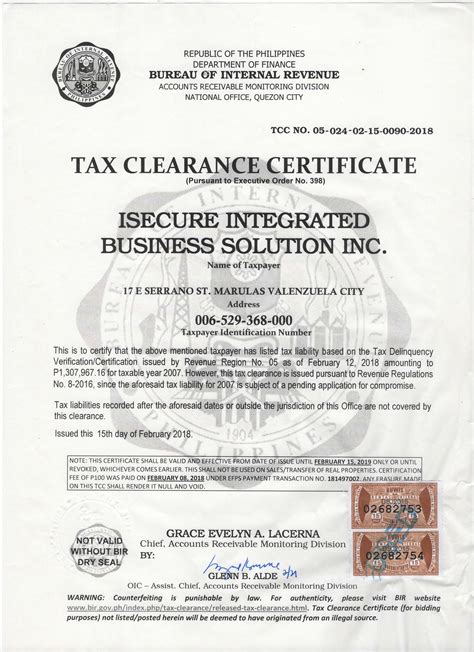 BUREAU OF INTERNAL REVENUE
PHILIPPINES
REPUBLIC OF THE PHILIPPINES
DEPARTMENT OF FINANCE
BUREAU OF INTERNAL REVENUE
ACCOUNTS RECEIVABLE MONITORING DIVISION
NATIONAL OFFICE, QUEZON CITY
TCC NO. 05-024-02-15-0090-2018
TAX CLEARANCE CERTIFICATE
(Pursuant to Executive Order No. 398)
ISECURE INTEGRATED
BUSINESS SOLUTION INC.
Name of Taxpayer
17 E SERRANO ST. MARULAS VALENZUELA CITY
Address
006-529-368-000
Taxpayer Identification Number
This is to certify that the above mentioned taxpayer has listed tax liability based on the Tax Delinquency
Verification/Certification issued by Revenue Region No. 05 as of February 12, 2018 amounting to
P1,307,967.16 for taxable year 2007. However, this tax clearance is issued pursuant to Revenue Regulations
No. 8-2016, since the aforesaid tax liability for 2007 is subject of a pending application for compromise.
Tax liabilities recorded after the aforesaid dates or outside the jurisdiction of this Office are not covered by
this clearance.
Issued this 15th day of February 2018.
1904
NOTE: THIS CERTIFICATE SHALL BE VALID AND EFFECTIVE FROM DATE OF ISSUE UNTIL FEBRUARY 15, 2019 ONLY OR UNTIL
REVOKED, WHICHEVER COMES EARLIER. THIS SHALL NOT BE USED ON SALES/TRANSFER OF REAL PROPERTIES. CERTIFICATION
FEE OF P100 WAS PAID ON FEBRUARY 08, 2018 UNDER EFPS PAYMENT TRANSACTION NO. 181497002. ANY ERASURE MADE
ON THIS TCC SHALL RENDER IT NULL AND VOID.
02682753
02682754
NOT VALID
WITHOUT BIR
DRY SEAL
GRACE EVELYN A. LACERNA
Chief, Accounts Receivable Monitoring Division
BY:
GLENN B. ALDE 2/21
OIC – Assist. Chief, Accounts Receivable Monitoring Division
WARNING: Counterfeiting is punishable by law. For authenticity, please visit BIR website
www.bir.gov.ph/index.php/tax-clearance/released-tax-clearance.html. Tax Clearance Certificate (for bidding
purposes) not listed/posted herein will be deemed to have originated from an illegal source.